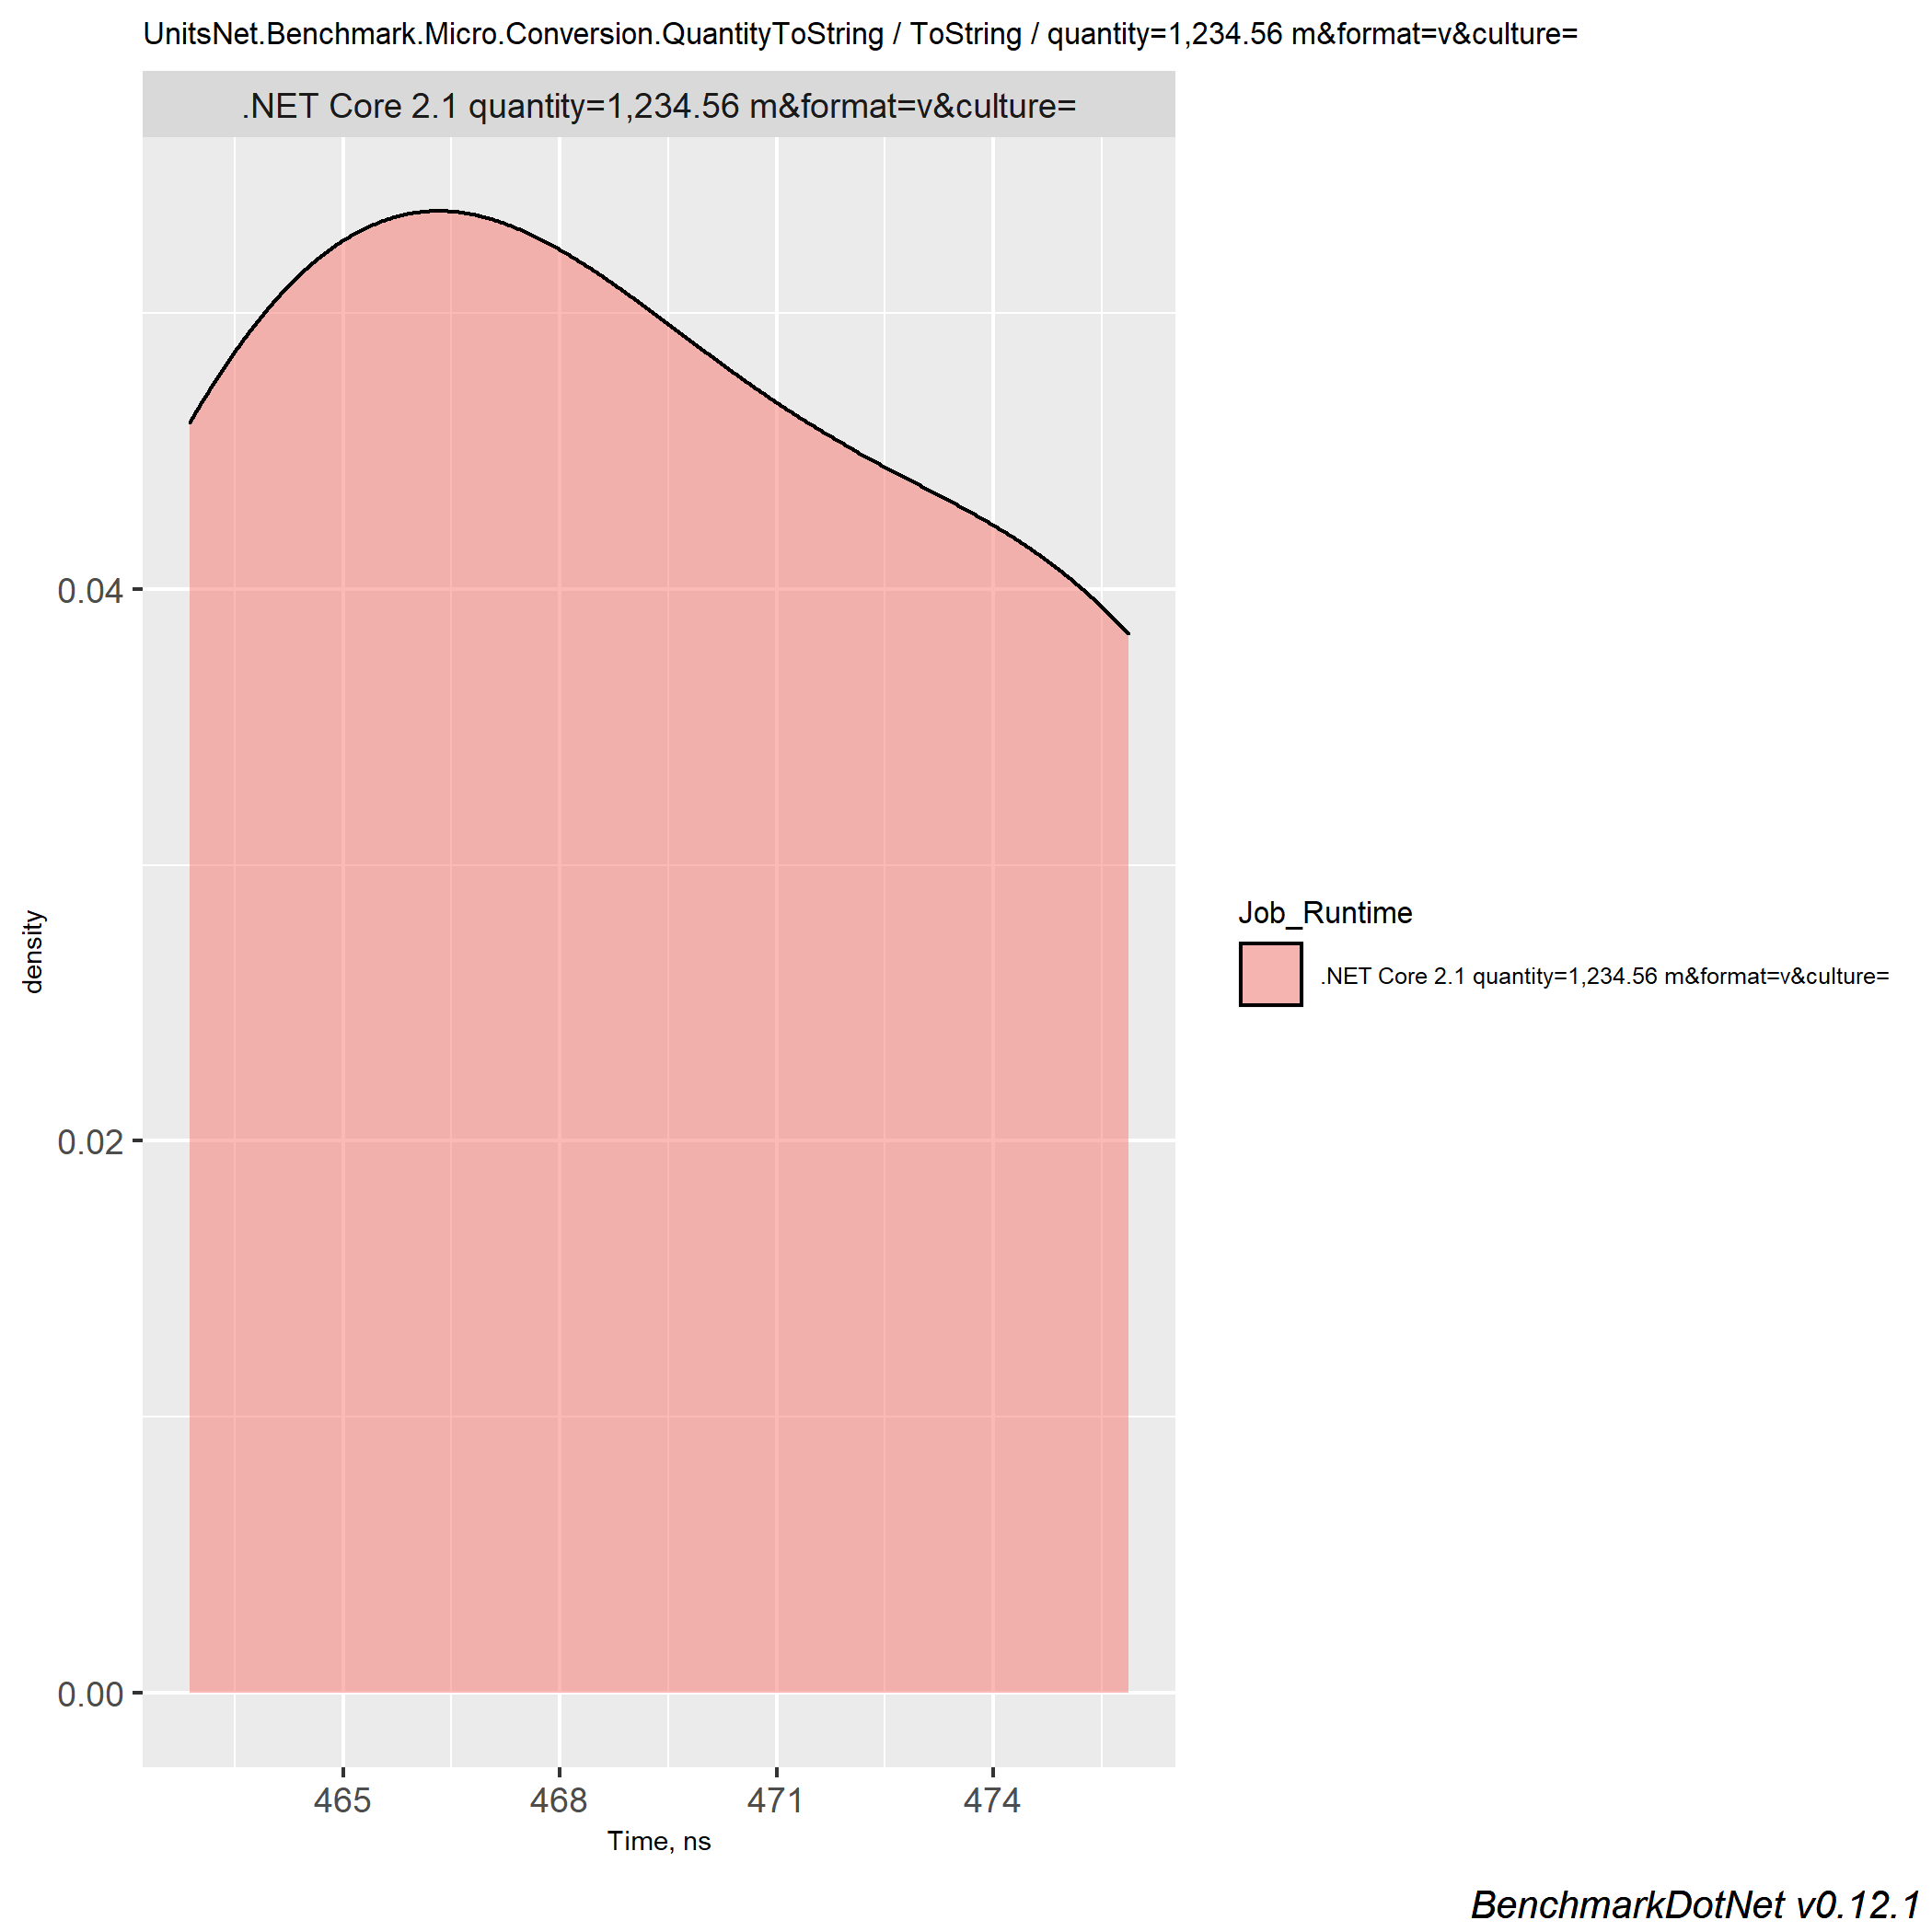 UnitsNet.Benchmark.Micro.Conversion.QuantityToString / ToString / quantity=1,234.56 m&format=v&culture=
.NET Core 2.1 quantity=1,234.56 m&format=v&culture=
0.04
0.02
0.00
density
465
468
471
474
Time, ns
Job_Runtime
.NET Core 2.1 quantity=1,234.56 m&format=v&culture=
BenchmarkDotNet v0.12.1